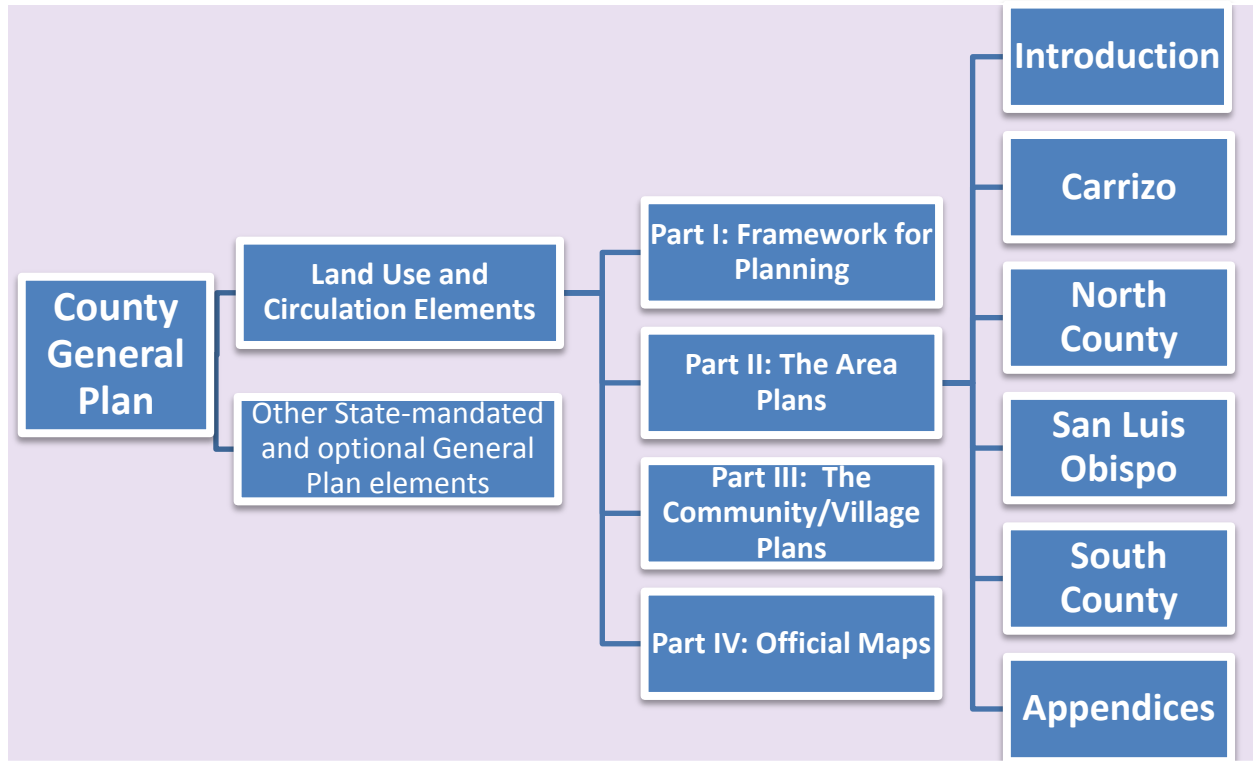 County
General
Plan
Land Use and
Circulation Elements
Other State-mandated
and optional General
Plan elements
Part I: Framework for
Planning
Part II: The Area
Plans
Part III: The
Community/Village
Plans
Part IV: Official Maps
Introduction
Carrizo
North
County
San Luis
Obispo
South
County
Appendices